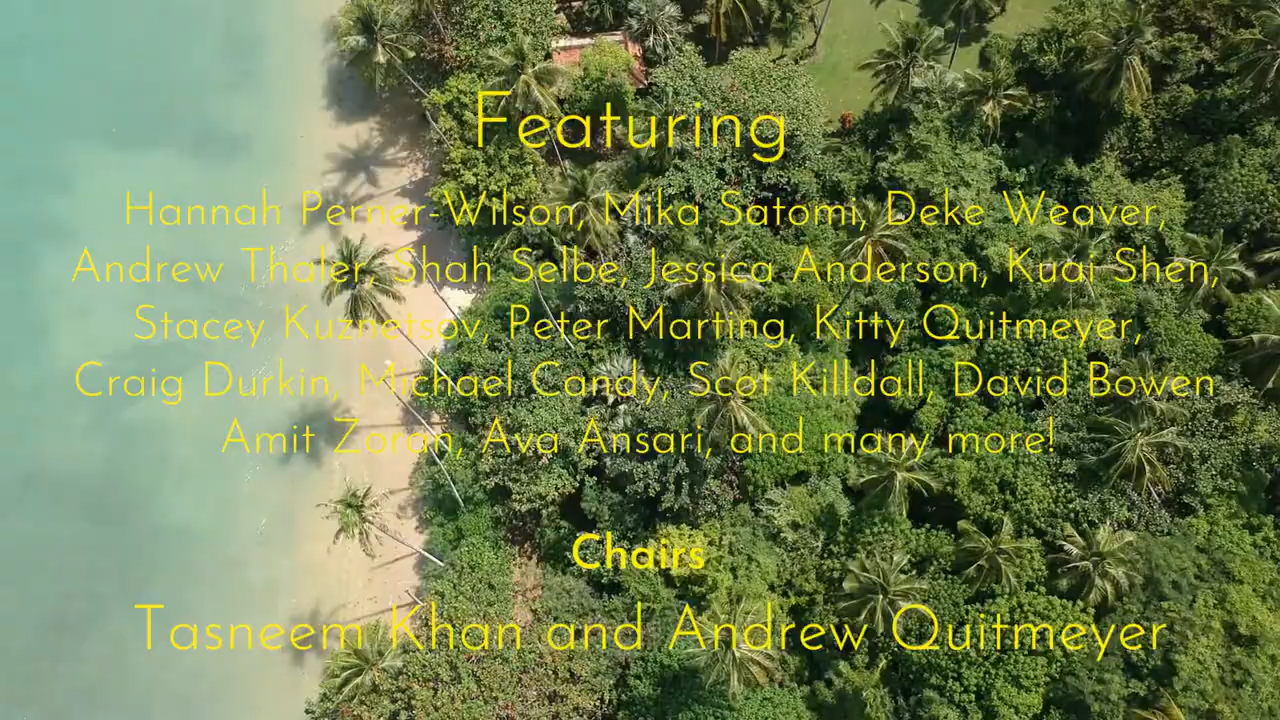 Featuring
Hannah Perner-Wilson, Mika Satomi, Deke Weaver,
Andrew Thaler, Shah Selbe, Jessica Anderson, Kuai Shen,
Stacey Kuznetsov, Peter Marting, Kitty Quitmeyer,
Craig Durkin, Michael Candy, Scot Killdall, David Bowen
Amit Zoran, Ava Ansari, and many more!
Chairs
Tasneem Khan and Andrew Quitmeyer